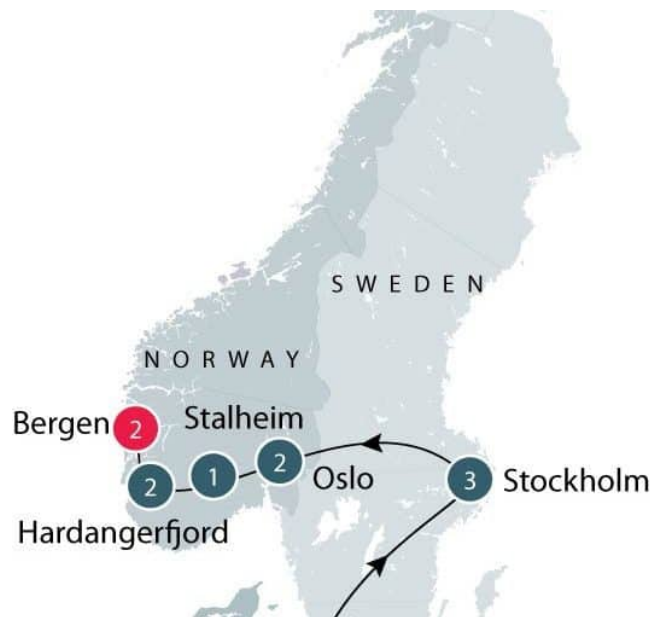 SWEDEN
NORWAY
Bergen 2
Stalheim
2 1 2 Oslo
3 Stockholm
Hardangerfjord